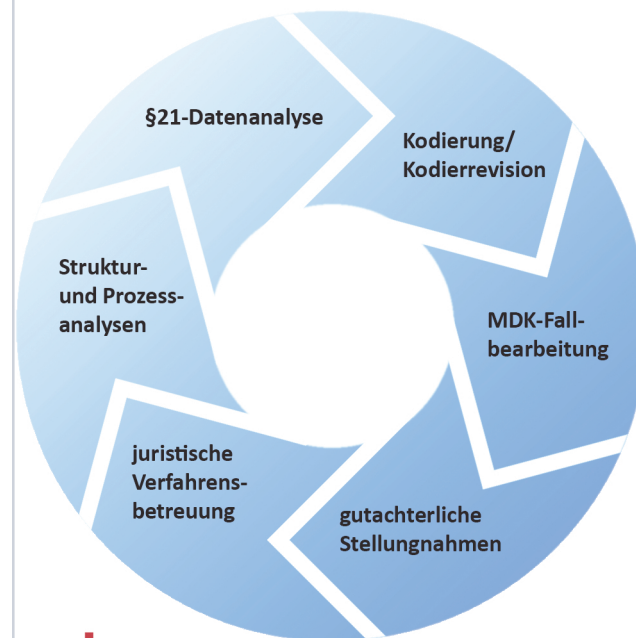 §21-Datenanalyse
Kodierung/
Kodierrevision
MDK-Fall-
bearbeitung
gutachterliche
Stellungnahmen
juristische
Verfahrens-
betreuung
Struktur-
und Prozess-
analysen